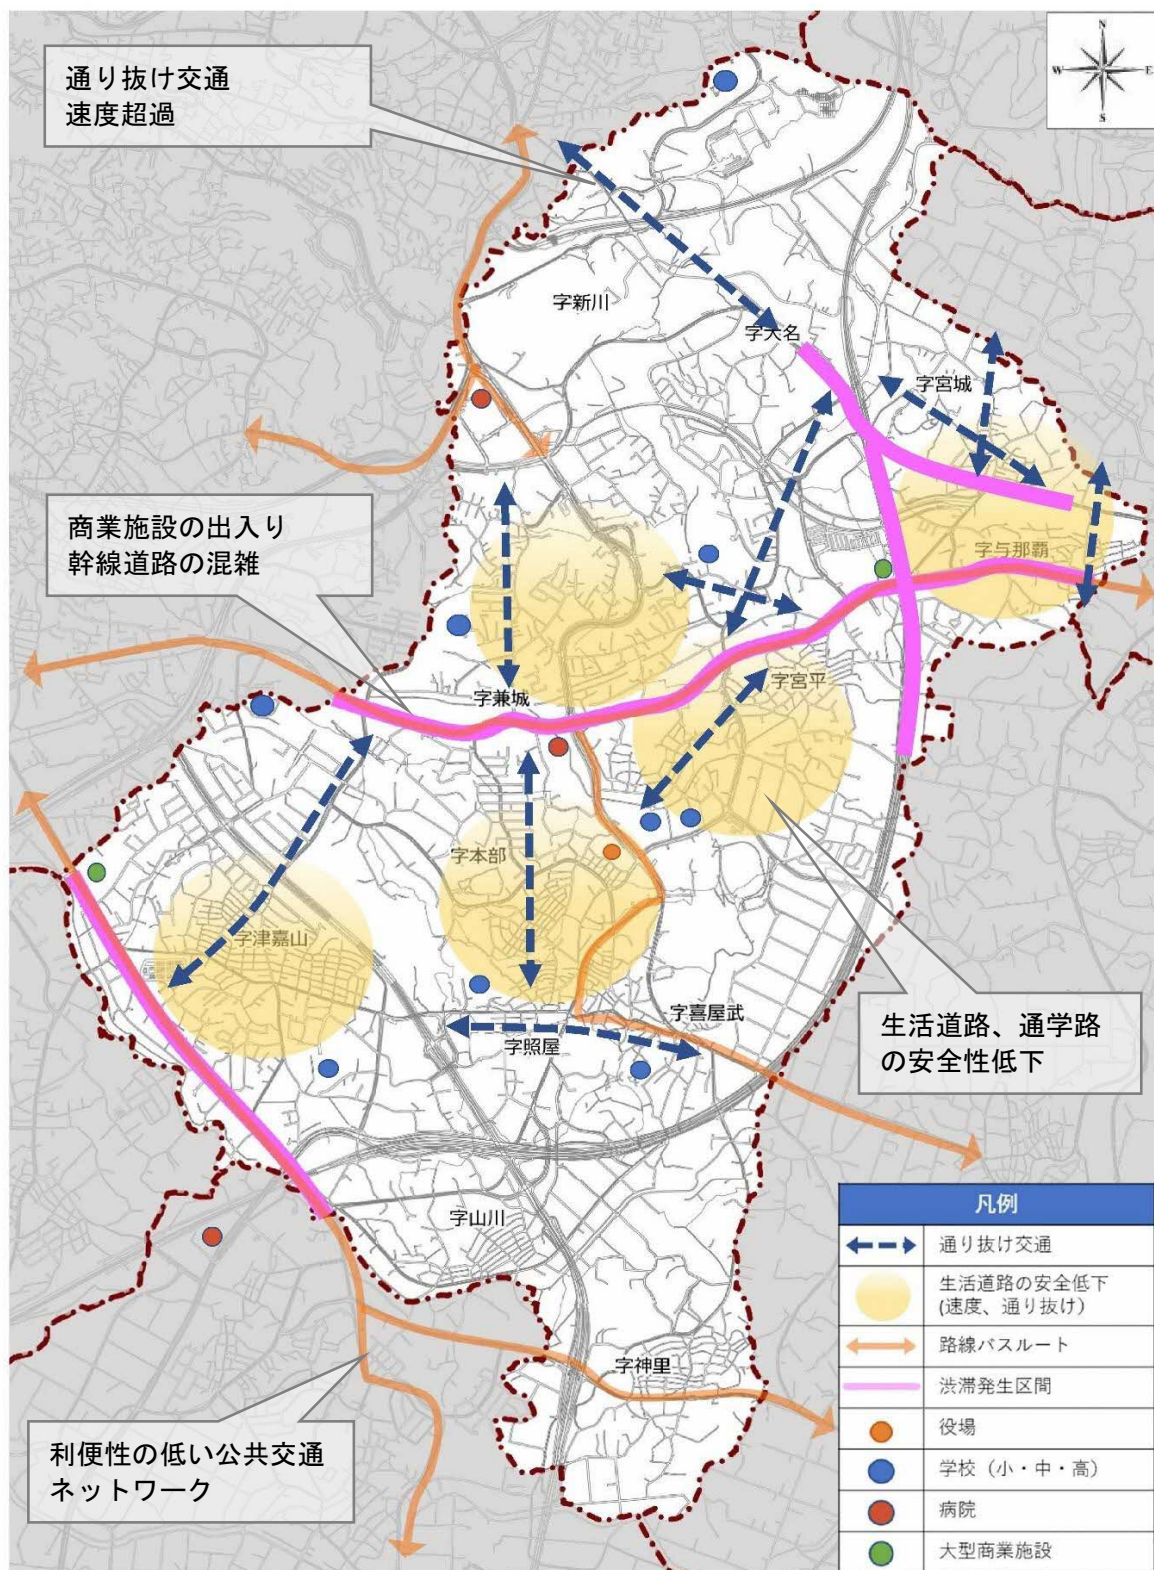 N
W
E
S
通り抜け交通
速度超過
字新川
字大名
字宮城
商業施設の出入り
幹線道路の混雑
字与那覇
字兼城
字宮平
字本部
字津嘉山
字喜屋武
字照屋
生活道路、通学路
の安全性低下
字山川
字神里
利便性の低い公共交通
ネットワーク
凡例
通り抜け交通
生活道路の安全低下
(速度、通り抜け)
路線バスルート
渋滞発生区間
役場
学校（小・中・高）
病院
大型商業施設